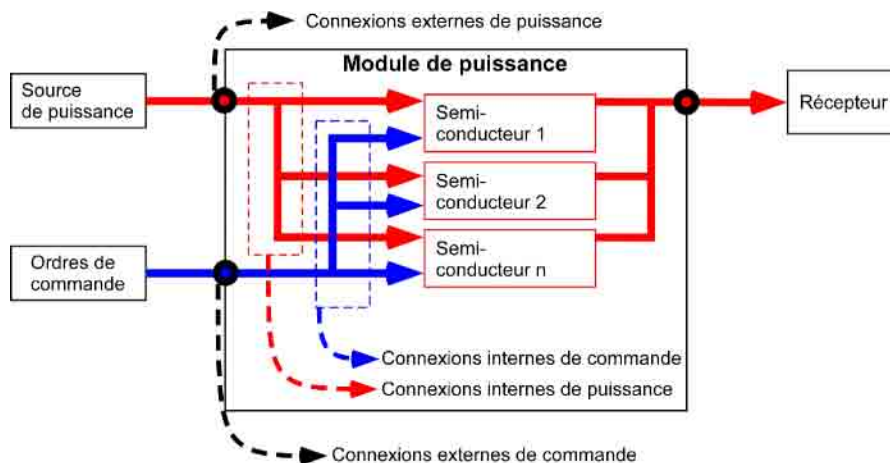 Connexions externes de puissance
Module de puissance
Source
de puissance
Semi-
conducteur 1
Récepteur
Semi-
conducteur 2
Semi-
conducteur n
Ordres de
commande
Connexions internes de commande
Connexions internes de puissance
Connexions externes de commande